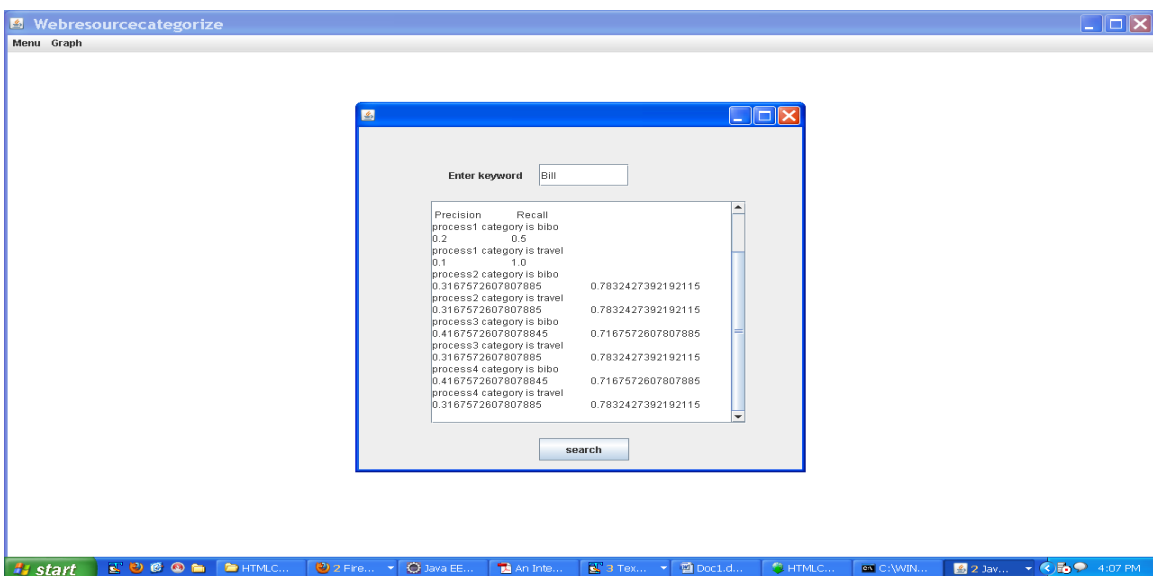 Webresourcecategorize
Menu Graph
Enter keyword Bill
Precision Recall
process1 category is bibo
0.2 0.5
process1 category is travel
0.1 1.0
process2 category is bibo
0.3167572607807885 0.7832427392192115
process2 category is travel
0.3167572607807885 0.7832427392192115
process3 category is bibo
0.41675726078078845 0.7167572607807885
process3 category is travel
0.3167572607807885 0.7832427392192115
process4 category is bibo
0.41675726078078845 0.7167572607807885
process4 category is travel
0.3167572607807885 0.7832427392192115
search
start HTMLC... 2 Fire... Java EE... An Inte... 3 Tex... Doc1.d... HTMLC... C:\WIN... 2 Jav... 4:07 PM